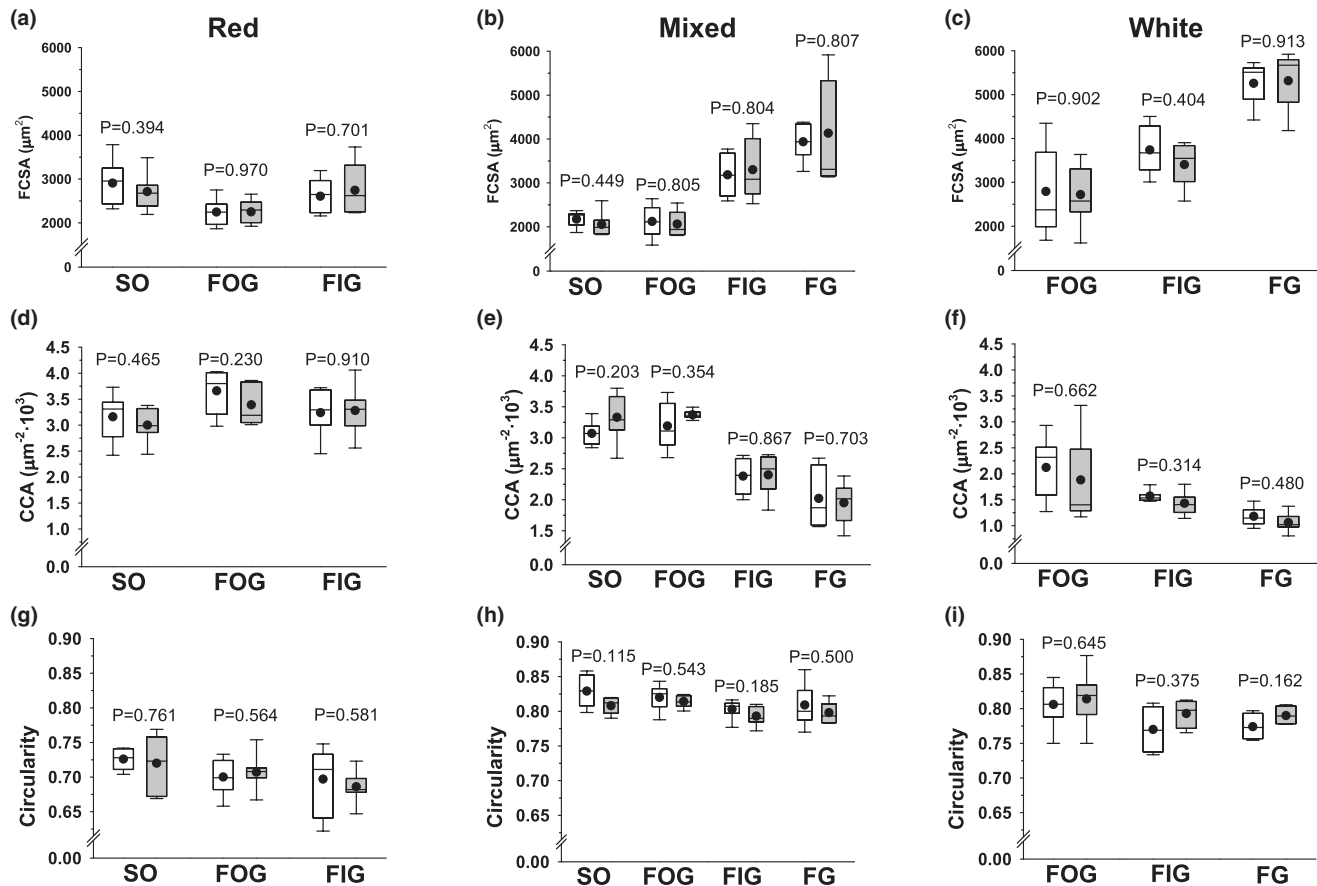 (a) Red
FCSA (μm²)
6000
5000
4000
3000
2000
0
P=0.394
P=0.970
P=0.701
SO FOG FIG
(b) Mixed
FCSA (μm²)
6000
5000
4000
3000
2000
0
P=0.449
P=0.805
P=0.804
P=0.807
SO FOG FIG FG
(c) White
FCSA (μm²)
6000
5000
4000
3000
2000
0
P=0.902
P=0.404
P=0.913
FOG FIG FG
(d)
CCA (μm⁻²·10³)
4.5
4.0
3.5
3.0
2.5
2.0
1.5
1.0
0.0
P=0.465
P=0.230
P=0.910
SO FOG FIG
(e)
CCA (μm⁻²·10³)
4.5
4.0
3.5
3.0
2.5
2.0
1.5
0.0
P=0.203
P=0.354
P=0.867
P=0.703
SO FOG FIG FG
(f)
CCA (μm⁻²·10³)
4.5
4.0
3.5
3.0
2.5
2.0
1.5
1.0
0.0
P=0.662
P=0.314
P=0.480
FOG FIG FG
(g)
Circularity
0.90
0.85
0.80
0.75
0.70
0.65
0.00
P=0.761
P=0.564
P=0.581
SO FOG FIG
(h)
Circularity
0.90
0.85
0.80
0.75
0.70
0.65
0.00
P=0.115
P=0.543
P=0.185
P=0.500
SO FOG FIG FG
(i)
Circularity
0.90
0.85
0.80
0.75
0.70
0.65
0.00
P=0.645
P=0.375
P=0.162
FOG FIG FG